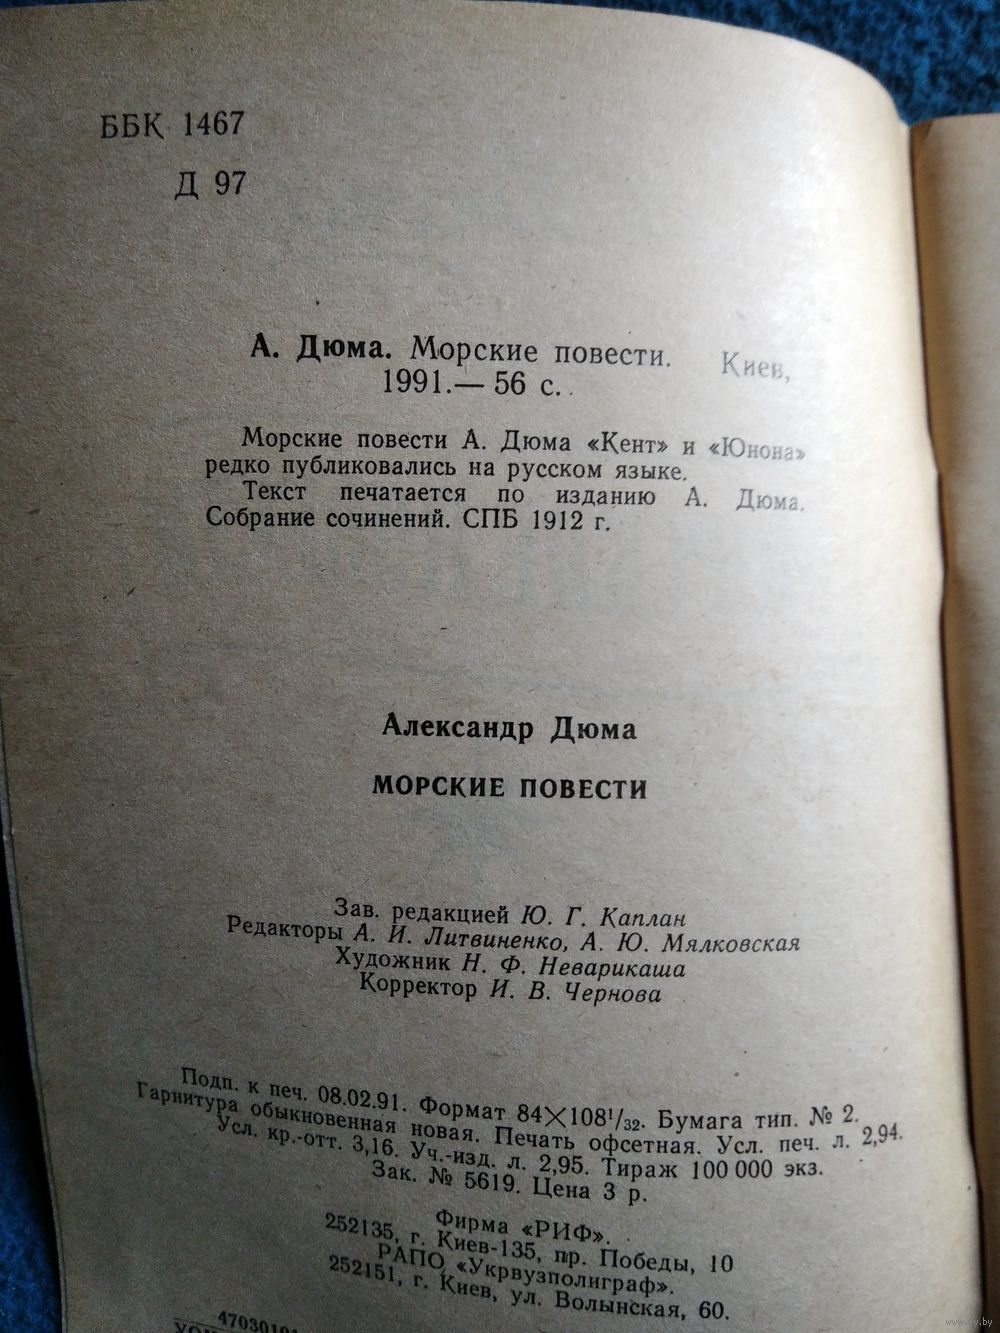 ББК 1467
Д 97
А. Дюма. Морские повести. Киев,
1991.— 56 с.
Морские повести А. Дюма «Кент» и «Юнона»
редко публиковались на русском языке.
Текст печатается по изданию А. Дюма.
Собрание сочинений. СПБ 1912 г.
Александр Дюма
МОРСКИЕ ПОВЕСТИ
Зав. редакцией Ю. Г. Каплан
Редакторы А. И. Литвиненко, А. Ю. Мялковская
Художник Н. Ф. Неварикаша
Корректор И. В. Чернова
Подп. к печ. 08.02.91. Формат 84×108¹/₃₂. Бумага тип. № 2.
Гарнитура обыкновенная новая. Печать офсетная. Усл. печ. л. 2,94.
Усл. кр.-отт. 3,16. Уч.-изд. л. 2,95. Тираж 100 000 экз.
Зак. № 5619. Цена 3 р.
Фирма «РИФ».
252135, г. Киев-135, пр. Победы, 10
РАПО «Укрвузполиграф».
252151, г. Киев, ул. Волынская, 60.